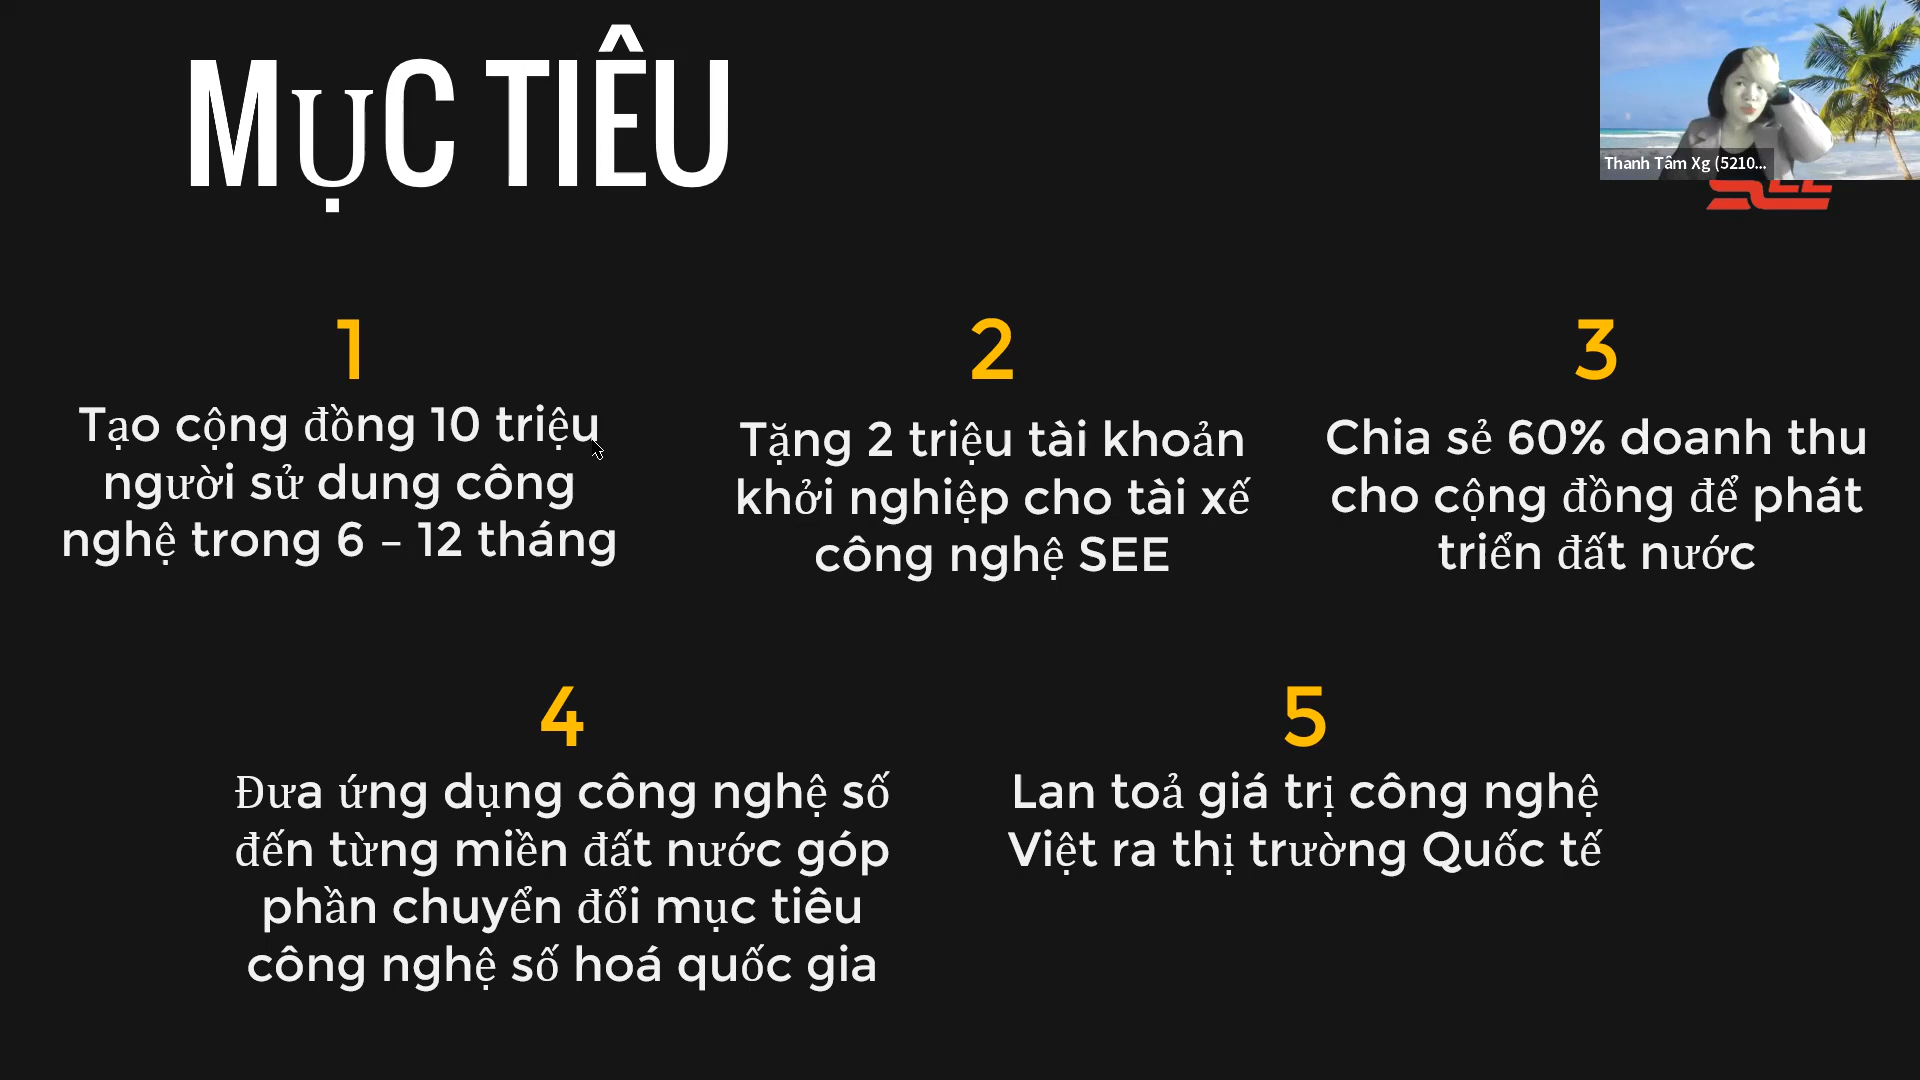 MỤC TIÊU
Thanh Tâm Xg (5210...
SEE
1
Tạo cộng đồng 10 triệu
người sử dung công
nghệ trong 6 – 12 tháng
2
Tặng 2 triệu tài khoản
khởi nghiệp cho tài xế
công nghệ SEE
3
Chia sẻ 60% doanh thu
cho cộng đồng để phát
triển đất nước
4
Đưa ứng dụng công nghệ số
đến từng miền đất nước góp
phần chuyển đổi mục tiêu
công nghệ số hoá quốc gia
5
Lan toả giá trị công nghệ
Việt ra thị trường Quốc tế